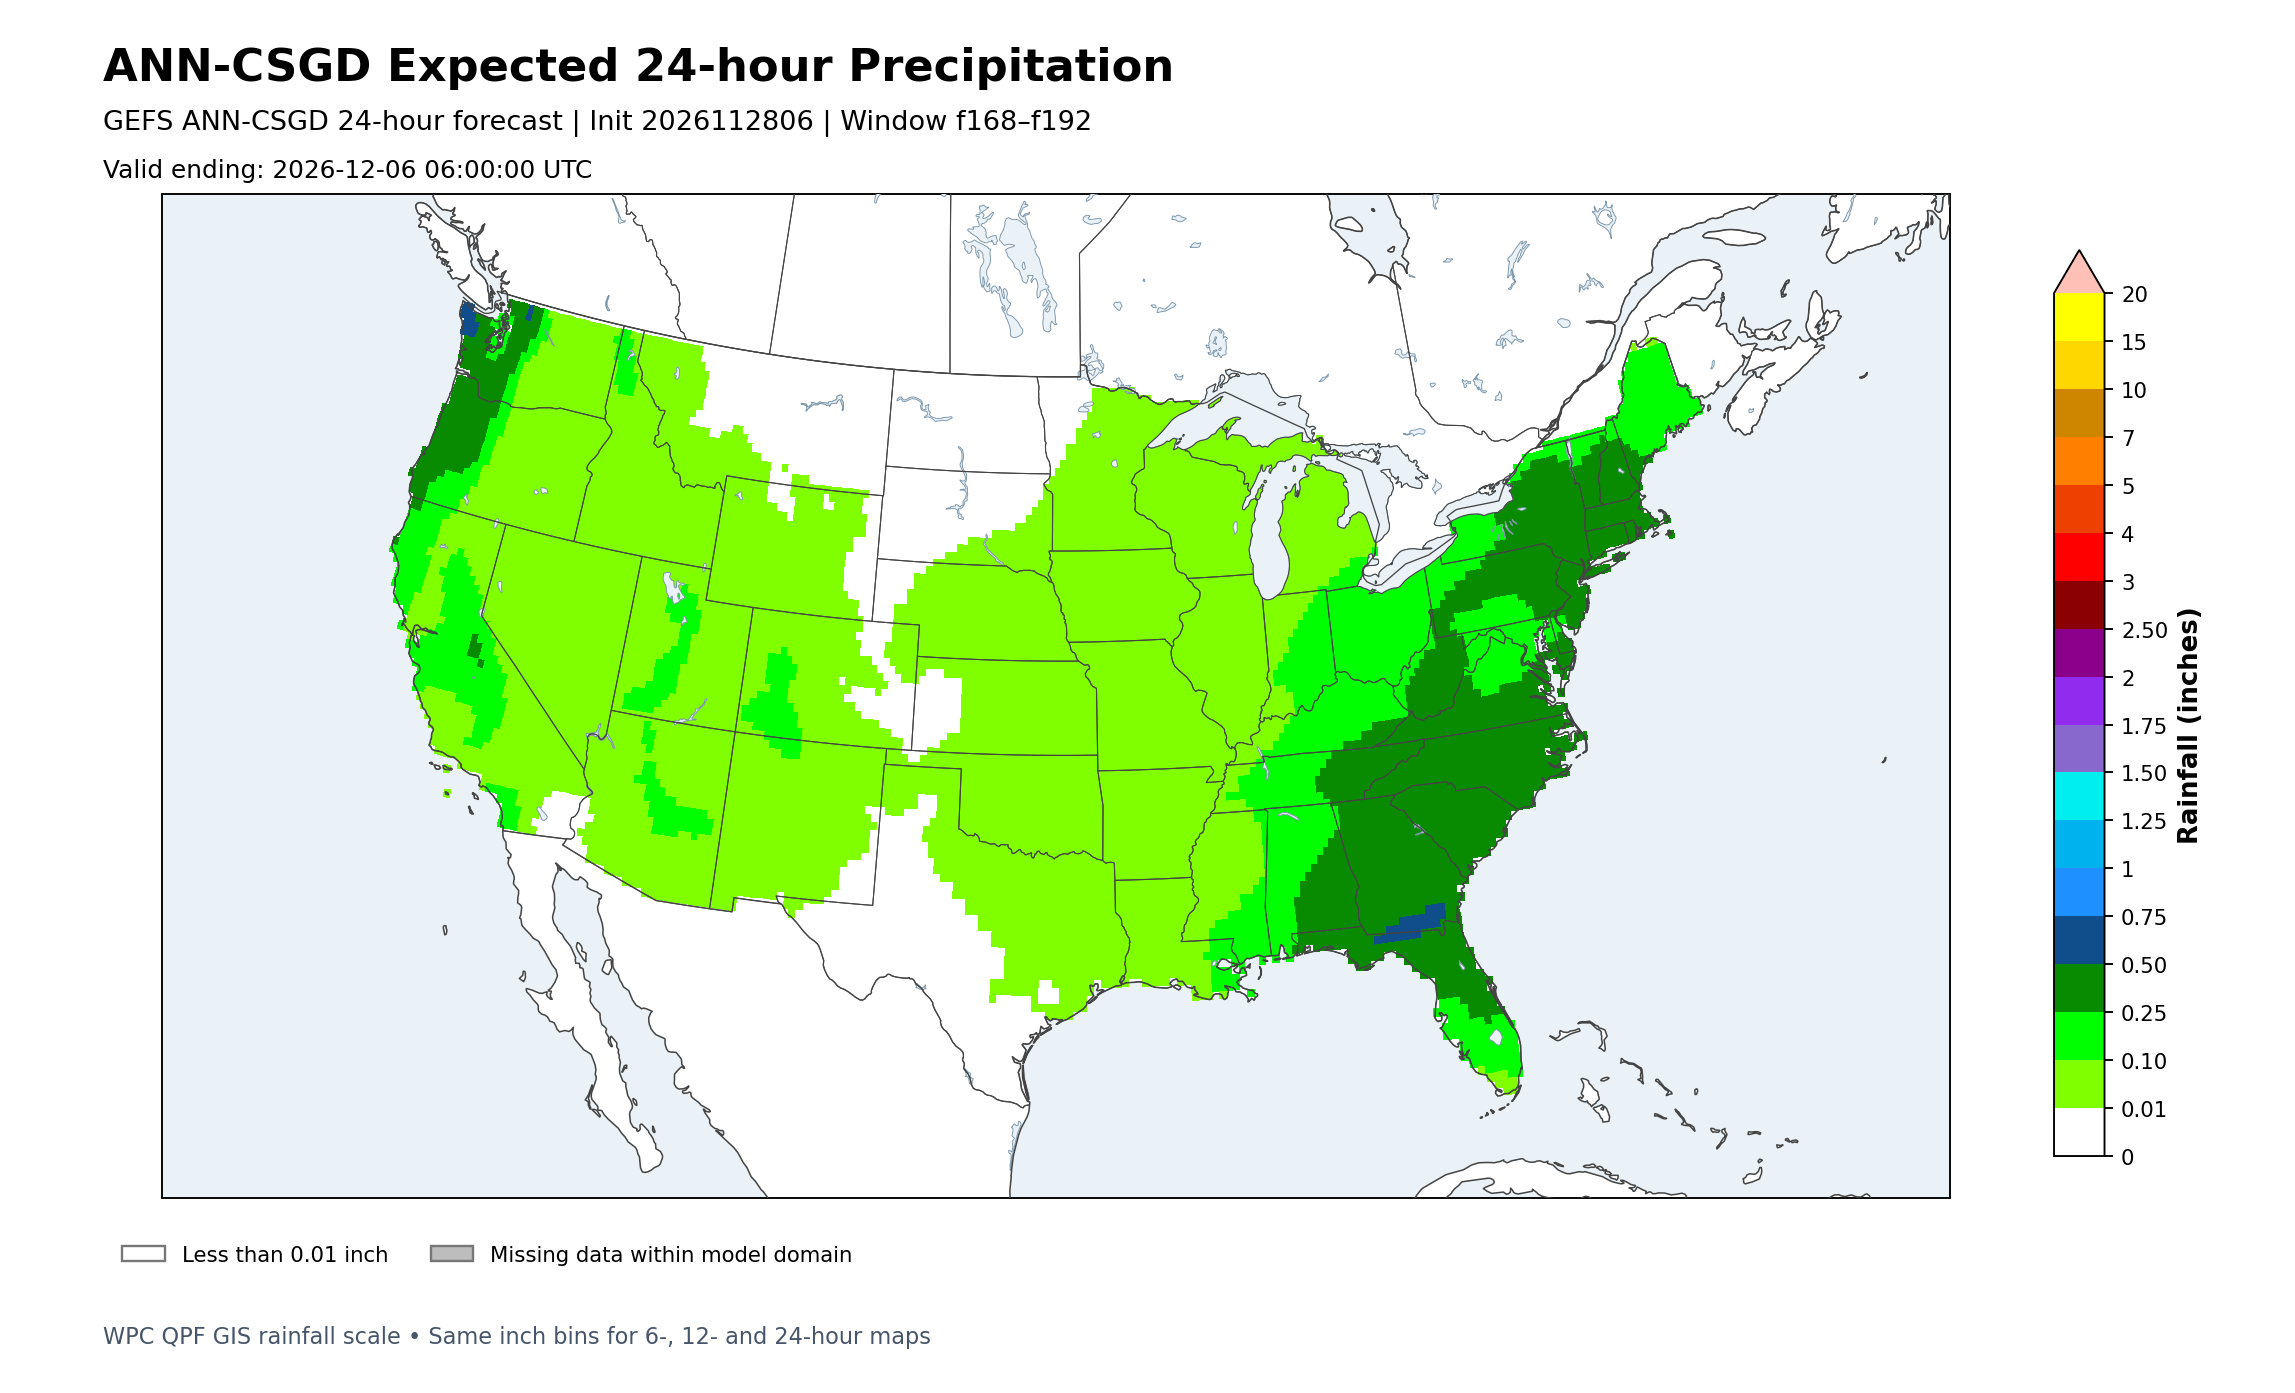 ANN-CSGD Expected 24-hour Precipitation
GEFS ANN-CSGD 24-hour forecast | Init 2026112806 | Window f168–f192
Valid ending: 2026-12-06 06:00:00 UTC
20
15
10
7
5
4
3
2.50
2
1.75
1.50
1.25
1
0.75
0.50
0.25
0.10
0.01
0
Rainfall (inches)
Less than 0.01 inch
Missing data within model domain
WPC QPF GIS rainfall scale • Same inch bins for 6-, 12- and 24-hour maps